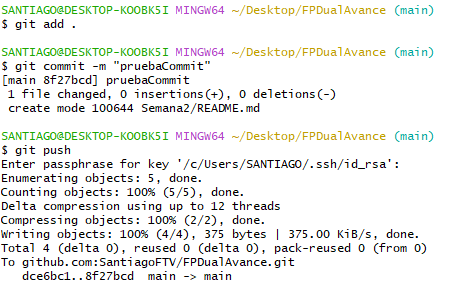 SANTIAGO@DESKTOP-KOOBK5I MINGW64 ~/Desktop/FPDualAvance (main)
$ git add .
SANTIAGO@DESKTOP-KOOBK5I MINGW64 ~/Desktop/FPDualAvance (main)
$ git commit -m "pruebaCommit"
[main 8f27bcd] pruebaCommit
 1 file changed, 0 insertions(+), 0 deletions(-)
 create mode 100644 Semana2/README.md
SANTIAGO@DESKTOP-KOOBK5I MINGW64 ~/Desktop/FPDualAvance (main)
$ git push
Enter passphrase for key '/c/Users/SANTIAGO/.ssh/id_rsa':
Enumerating objects: 5, done.
Counting objects: 100% (5/5), done.
Delta compression using up to 12 threads
Compressing objects: 100% (2/2), done.
Writing objects: 100% (4/4), 375 bytes | 375.00 KiB/s, done.
Total 4 (delta 0), reused 0 (delta 0), pack-reused 0 (from 0)
To github.com:SantiagoFTV/FPDualAvance.git
   dce6bc1..8f27bcd  main -> main